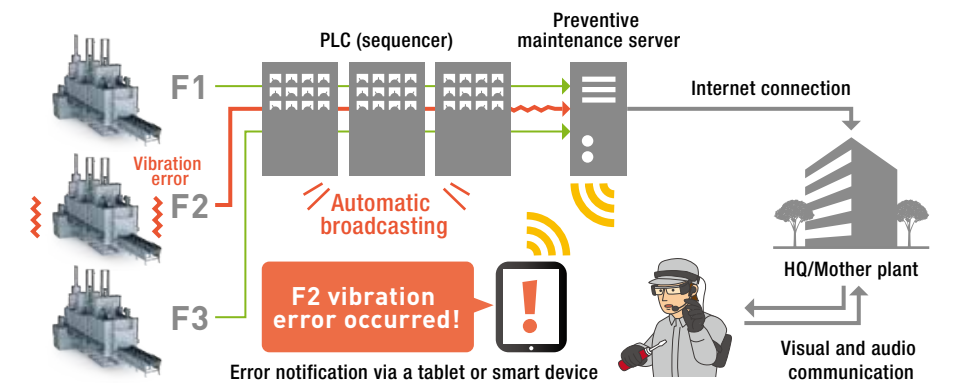 Preventive
maintenance server
PLC (sequencer)
Internet connection
F1
Vibration
error
F2
Automatic
broadcasting
F3
F2 vibration
error occurred!
!
Error notification via a tablet or smart device
HQ/Mother plant
Visual and audio
communication